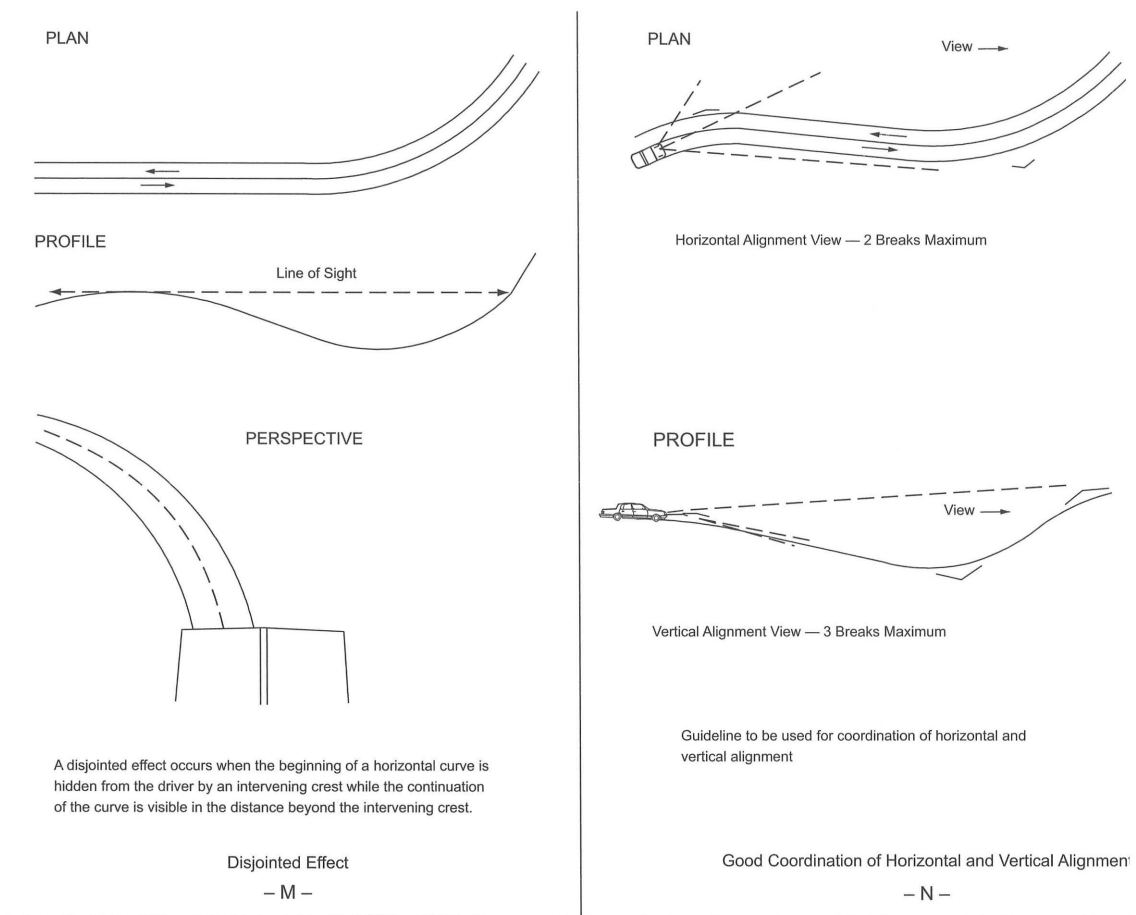 PLAN
PROFILE
Line of Sight
PERSPECTIVE
A disjointed effect occurs when the beginning of a horizontal curve is
hidden from the driver by an intervening crest while the continuation
of the curve is visible in the distance beyond the intervening crest.
Disjointed Effect
– M –
PLAN
View
Horizontal Alignment View — 2 Breaks Maximum
PROFILE
View
Vertical Alignment View — 3 Breaks Maximum
Guideline to be used for coordination of horizontal and
vertical alignment
Good Coordination of Horizontal and Vertical Alignment
– N –